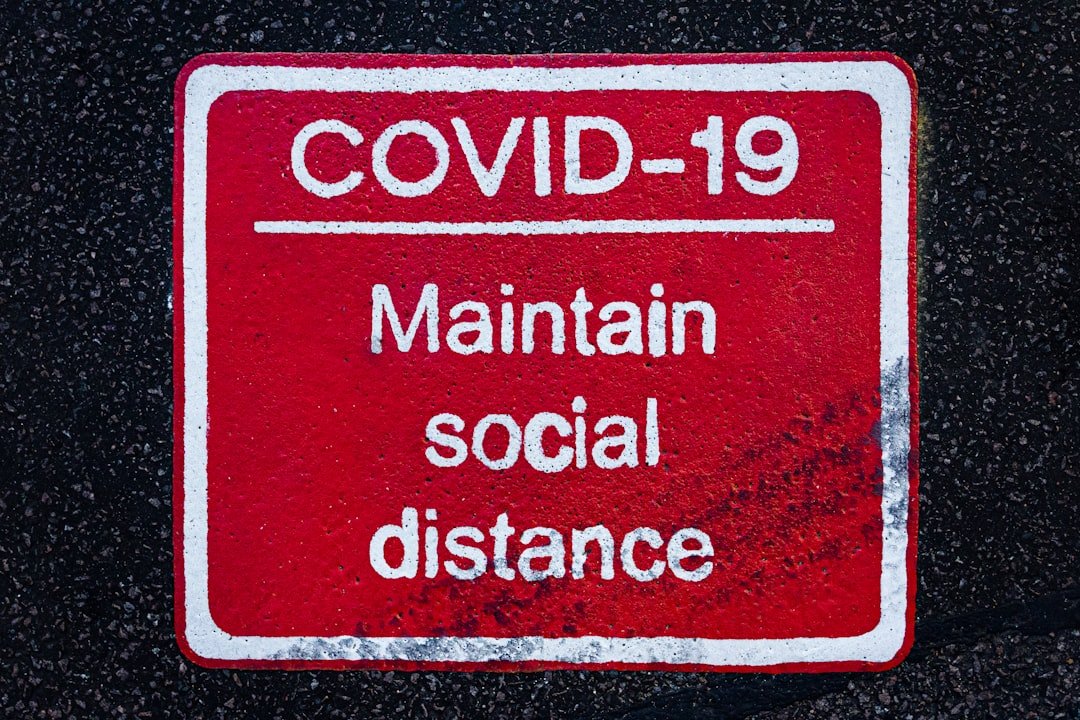 COVID-19
Maintain
social
distance